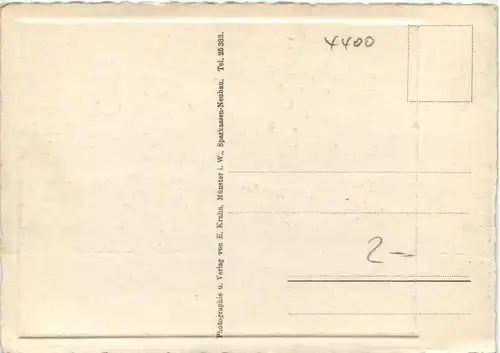 4400
Photographie u. Verlag von E. Krahn, Münster i. W., Sparkassen-Neubau. Tel. 25 333.
2-